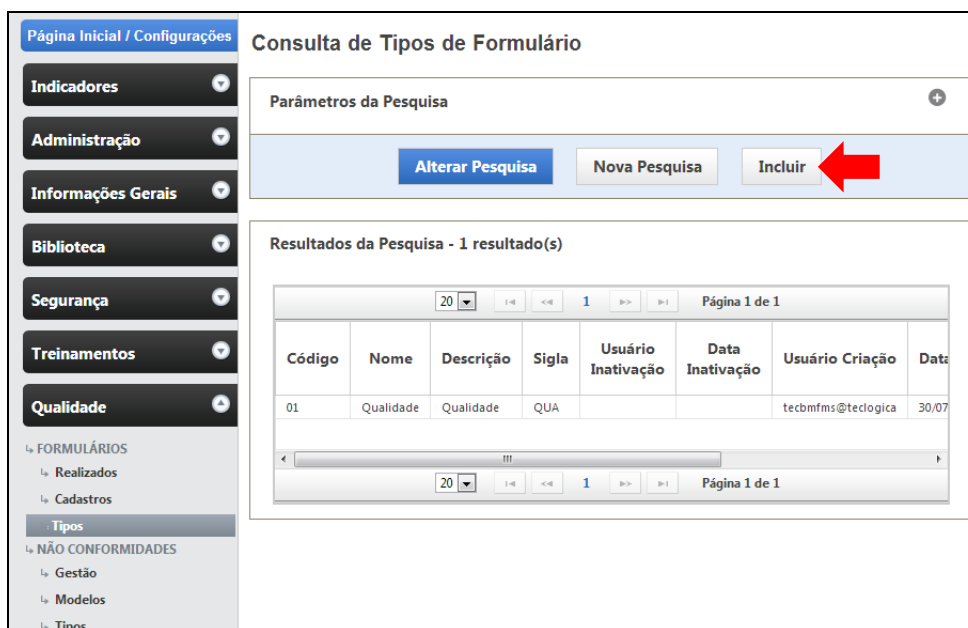 Página Inicial / Configurações
Indicadores
Administração
Informações Gerais
Biblioteca
Segurança
Treinamentos
Qualidade
FORMULÁRIOS
Realizados
Cadastros
Tipos
NÃO CONFORMIDADES
Gestão
Modelos
Tipos
Consulta de Tipos de Formulário
Parâmetros da Pesquisa
Alterar Pesquisa Nova Pesquisa Incluir
Resultados da Pesquisa - 1 resultado(s)
20 1 Página 1 de 1
Código Nome Descrição Sigla Usuário Inativação Data Inativação Usuário Criação Data
01 Qualidade Qualidade QUA tecbmfms@teclogica 30/07
20 1 Página 1 de 1